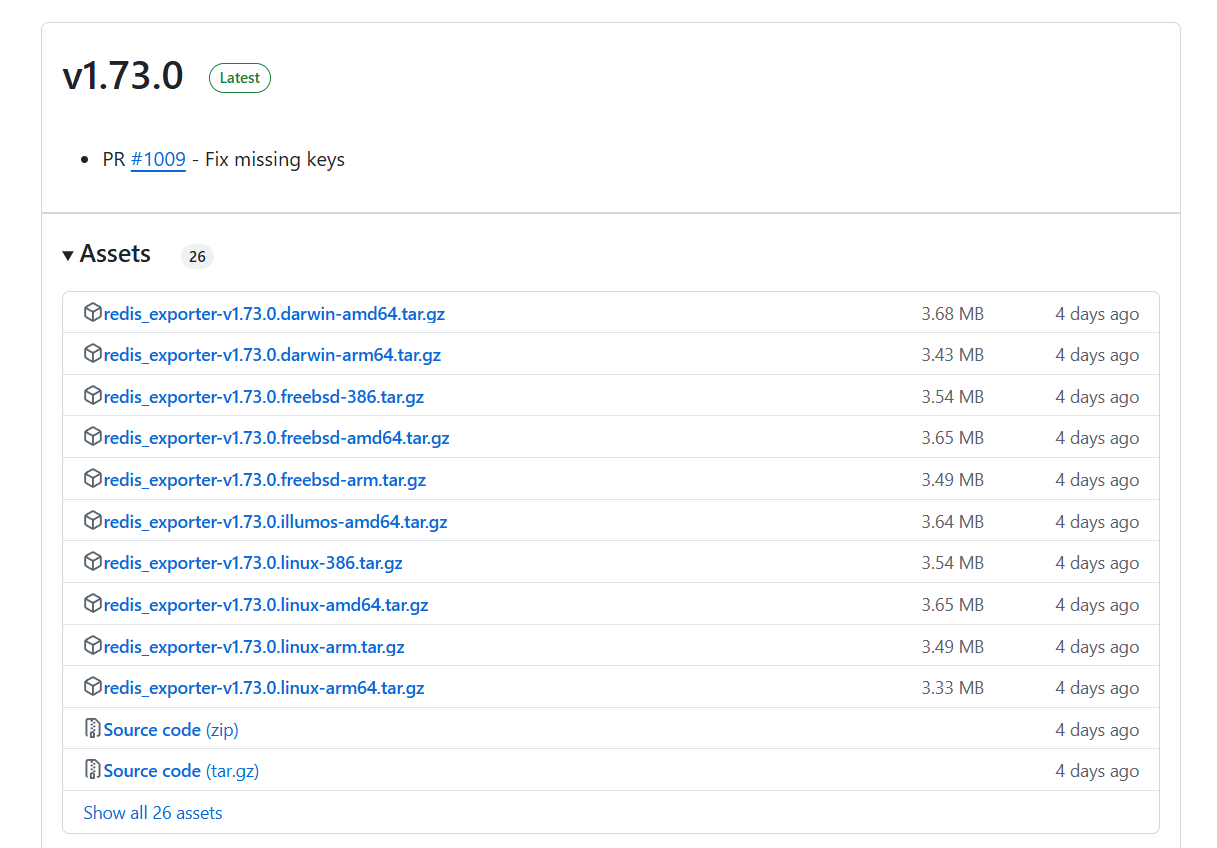 v1.73.0 Latest
PR #1009 - Fix missing keys
Assets 26
redis_exporter-v1.73.0.darwin-amd64.tar.gz 3.68 MB 4 days ago
redis_exporter-v1.73.0.darwin-arm64.tar.gz 3.43 MB 4 days ago
redis_exporter-v1.73.0.freebsd-386.tar.gz 3.54 MB 4 days ago
redis_exporter-v1.73.0.freebsd-amd64.tar.gz 3.65 MB 4 days ago
redis_exporter-v1.73.0.freebsd-arm.tar.gz 3.49 MB 4 days ago
redis_exporter-v1.73.0.illumos-amd64.tar.gz 3.64 MB 4 days ago
redis_exporter-v1.73.0.linux-386.tar.gz 3.54 MB 4 days ago
redis_exporter-v1.73.0.linux-amd64.tar.gz 3.65 MB 4 days ago
redis_exporter-v1.73.0.linux-arm.tar.gz 3.49 MB 4 days ago
redis_exporter-v1.73.0.linux-arm64.tar.gz 3.33 MB 4 days ago
Source code (zip) 4 days ago
Source code (tar.gz) 4 days ago
Show all 26 assets